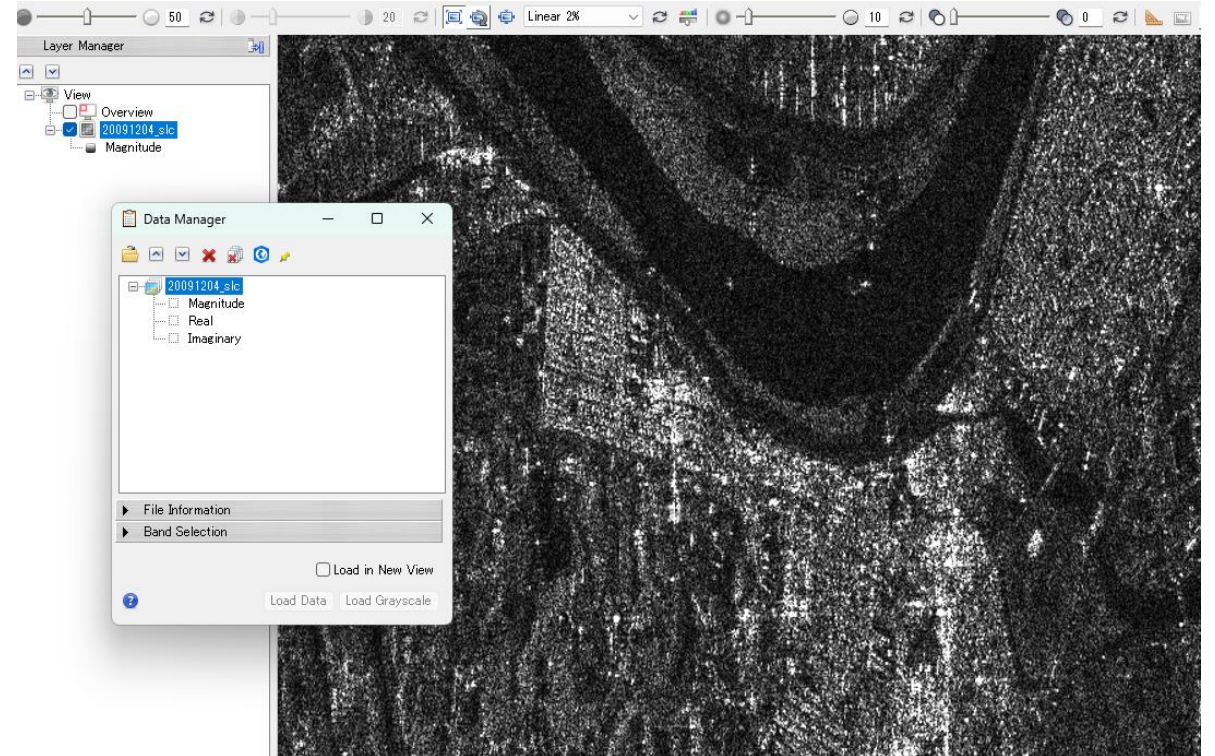 50 20 Linear 2% 10 0
Layer Manager
View
Overview
20091204_slc
Magnitude
Data Manager
20091204_slc
Magnitude
Real
Imaginary
File Information
Band Selection
Load in New View
Load Data Load Grayscale